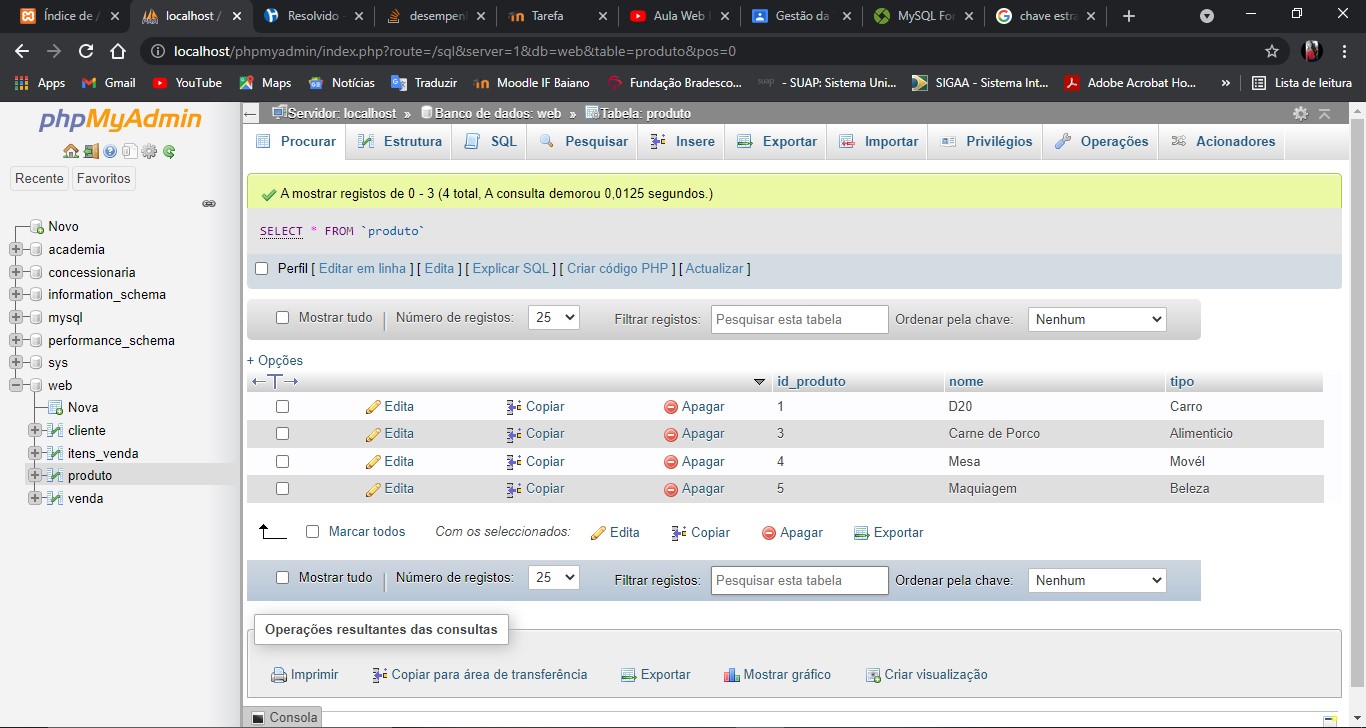 Índice de / localhost / Resolvido - desempen Tarefa Aula Web Gestão da MySQL For chave estra
localhost/phpmyadmin/index.php?route=/sql&server=1&db=web&table=produto&pos=0
Apps Gmail YouTube Maps Notícias Traduzir Moodle IF Baiano Fundação Bradesco... suap - SUAP: Sistema Uni... SIGAA - Sistema Int... Adobe Acrobat Ho... » Lista de leitura
phpMyAdmin
Recente Favoritos
Novo
academia
concessionaria
information_schema
mysql
performance_schema
sys
web
Nova
cliente
itens_venda
produto
venda
Servidor: localhost » Banco de dados: web » Tabela: produto
Procurar Estrutura SQL Pesquisar Insere Exportar Importar Privilégios Operações Acionadores
A mostrar registos de 0 - 3 (4 total, A consulta demorou 0,0125 segundos.)
SELECT * FROM `produto`
Perfil [ Editar em linha ] [ Edita ] [ Explicar SQL ] [ Criar código PHP ] [ Actualizar ]
Mostrar tudo Número de registos: 25 Filtrar registos: Pesquisar esta tabela Ordenar pela chave: Nenhum
+ Opções
←T→ id_produto nome tipo
Edita Copiar Apagar 1 D20 Carro
Edita Copiar Apagar 3 Carne de Porco Alimenticio
Edita Copiar Apagar 4 Mesa Movél
Edita Copiar Apagar 5 Maquiagem Beleza
Marcar todos Com os seleccionados: Edita Copiar Apagar Exportar
Mostrar tudo Número de registos: 25 Filtrar registos: Pesquisar esta tabela Ordenar pela chave: Nenhum
Operações resultantes das consultas
Imprimir Copiar para área de transferência Exportar Mostrar gráfico Criar visualização
Consola